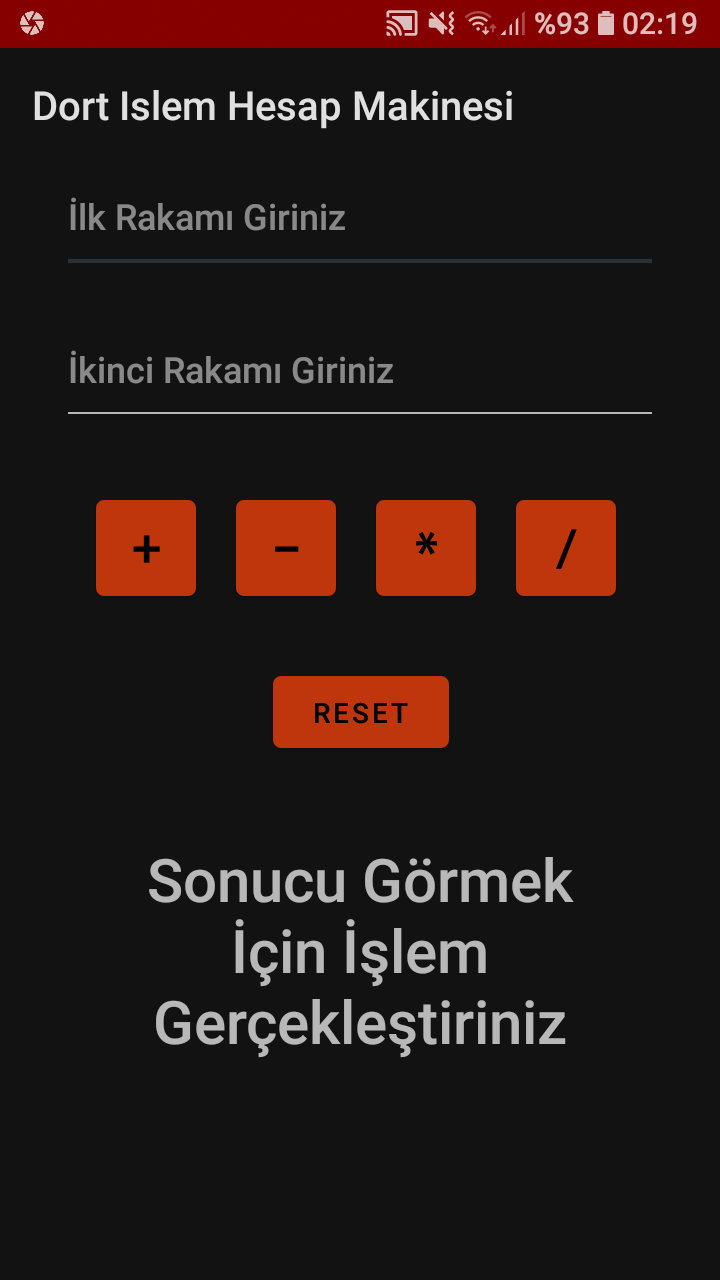 %93 02:19
Dort Islem Hesap Makinesi
İlk Rakamı Giriniz
İkinci Rakamı Giriniz
+ − * /
RESET
Sonucu Görmek
İçin İşlem
Gerçekleştiriniz